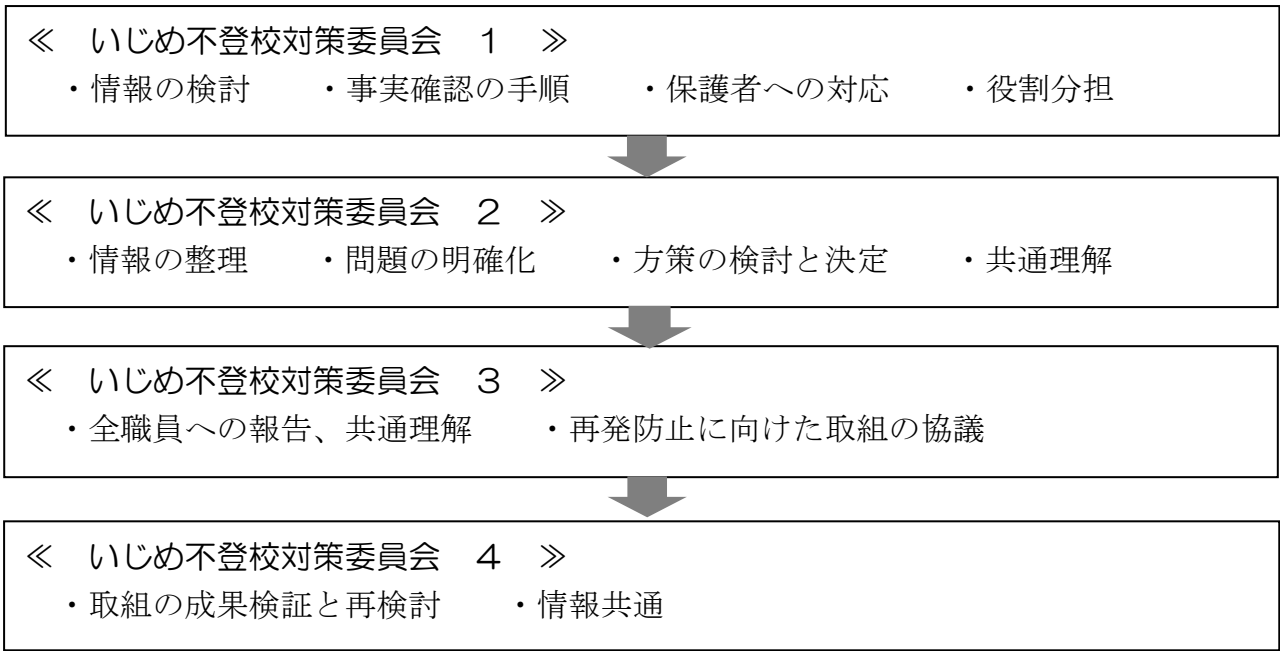 ≪　いじめ不登校対策委員会　１　≫
・情報の検討　　・事実確認の手順　　・保護者への対応　　・役割分担
≪　いじめ不登校対策委員会　２　≫
・情報の整理　　・問題の明確化　　・方策の検討と決定　　・共通理解
≪　いじめ不登校対策委員会　３　≫
・全職員への報告、共通理解　　・再発防止に向けた取組の協議
≪　いじめ不登校対策委員会　４　≫
・取組の成果検証と再検討　　・情報共通